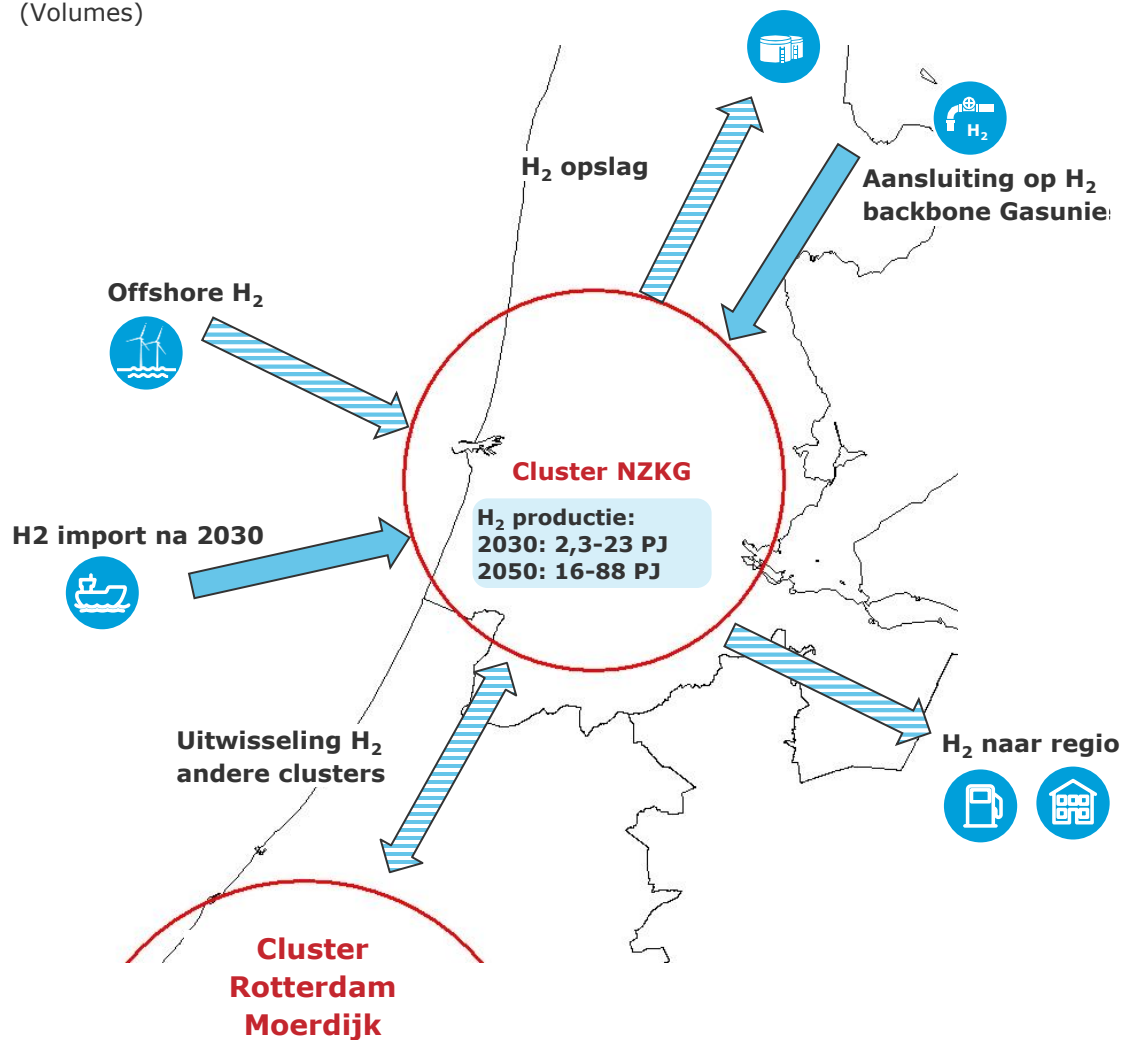 (Volumes)
H₂
H₂ opslag
Aansluiting op H₂
backbone Gasunie
Offshore H₂
Cluster NZKG
H₂ productie:
2030: 2,3-23 PJ
2050: 16-88 PJ
H2 import na 2030
Uitwisseling H₂
andere clusters
H₂ naar regio
Cluster
Rotterdam
Moerdijk